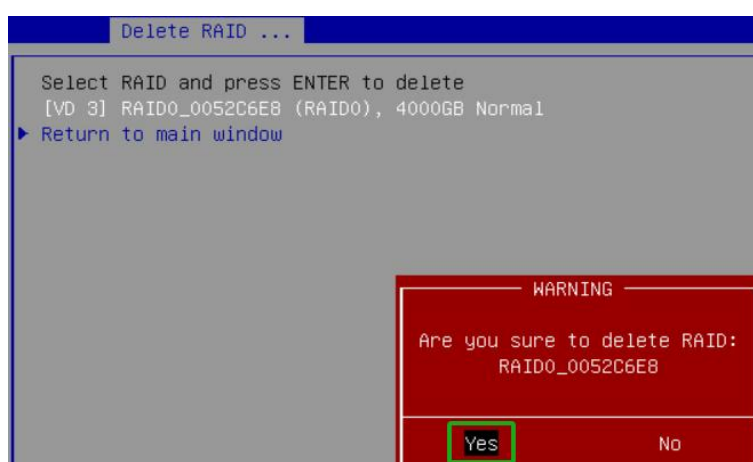 Delete RAID ...
Select RAID and press ENTER to delete
[VD 3] RAID0_0052C6E8 (RAID0), 4000GB Normal
Return to main window
WARNING
Are you sure to delete RAID:
RAID0_0052C6E8
Yes No